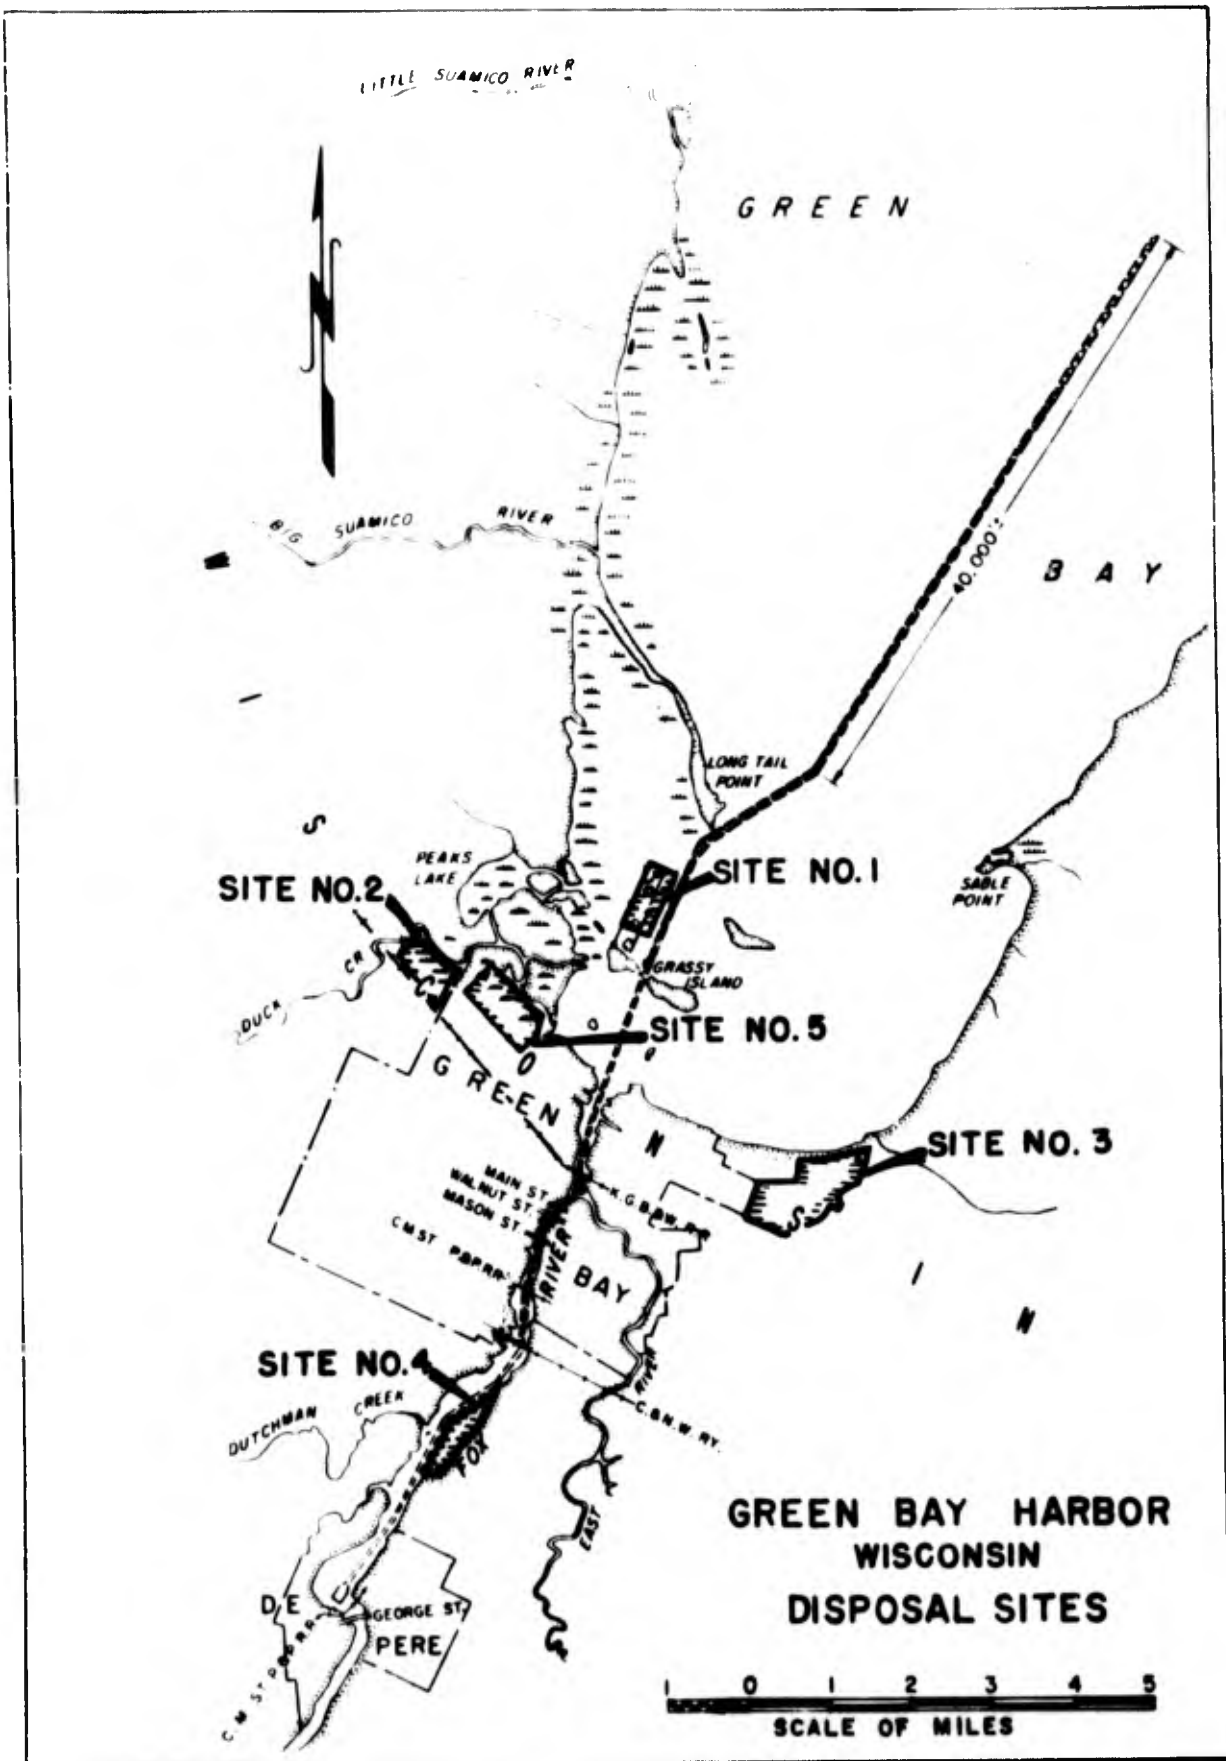 LITTLE SUAMICO RIVER
GREEN
N
BIG SUAMICO RIVER
40,000'±
BAY
W
I
LONG TAIL
POINT
S
PEAKS
LAKE
SITE NO. 1
SITE NO. 2
SABLE
POINT
DUCK CR
C
GRASSY
ISLAND
SITE NO. 5
O
GREEN
N
SITE NO. 3
MAIN ST.
WALNUT ST.
MASON ST.
K.G.B.&W.R.R.
S
C M ST P&P RR
RIVER
BAY
I
N
SITE NO. 4
RIVER
DUTCHMAN CREEK
C.&N.W. RY.
FOX
EAST
GREEN BAY HARBOR
WISCONSIN
DISPOSAL SITES
DE
GEORGE ST.
PERE
C M ST P&P RR
1 0 1 2 3 4 5
SCALE OF MILES